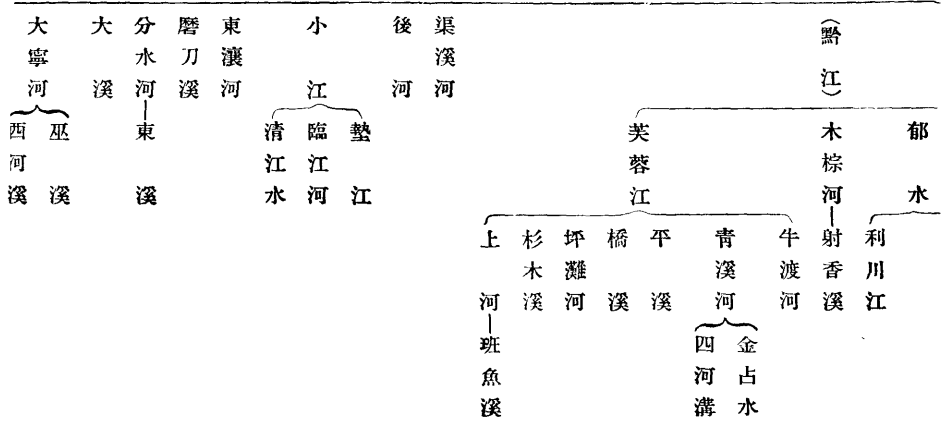 （黔江）
郁水
利川江
木棕河
射香溪
芙蓉江
牛渡河
青溪河
金占水
四河溝
平溪
橋溪
坪灘河
杉木溪
上河
班魚溪
渠溪河
後河
小江
墊江
臨江河
清江水
東瀼河
磨刀溪
分水河
東溪
大溪
大寧河
巫溪
西河溪